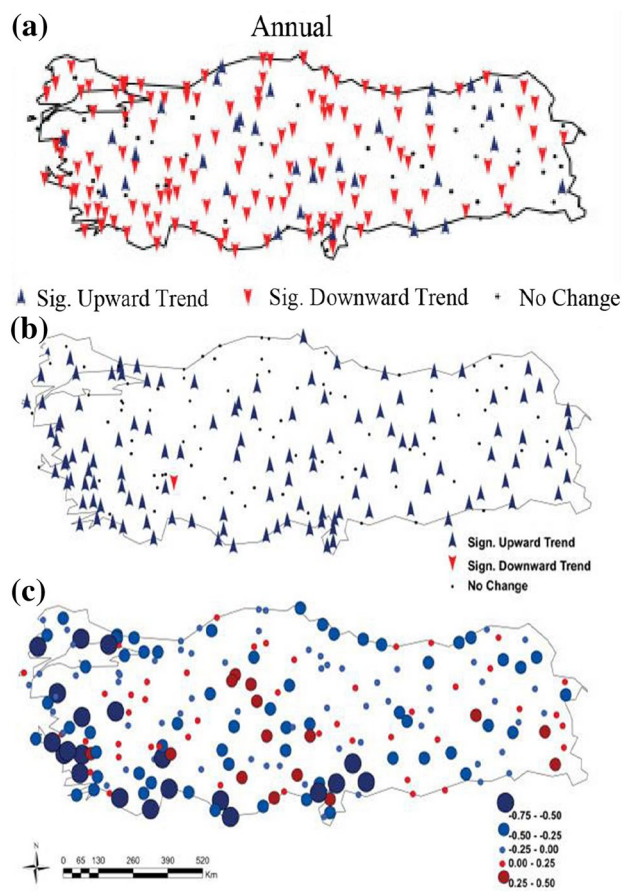 (a)
Annual
Sig. Upward Trend Sig. Downward Trend No Change
(b)
Sign. Upward Trend
Sign. Downward Trend
No Change
(c)
-0.75 - -0.50
-0.50 - -0.25
-0.25 - 0.00
0.00 - 0.25
0.25 - 0.50
N
0 65 130 260 390 520
Km